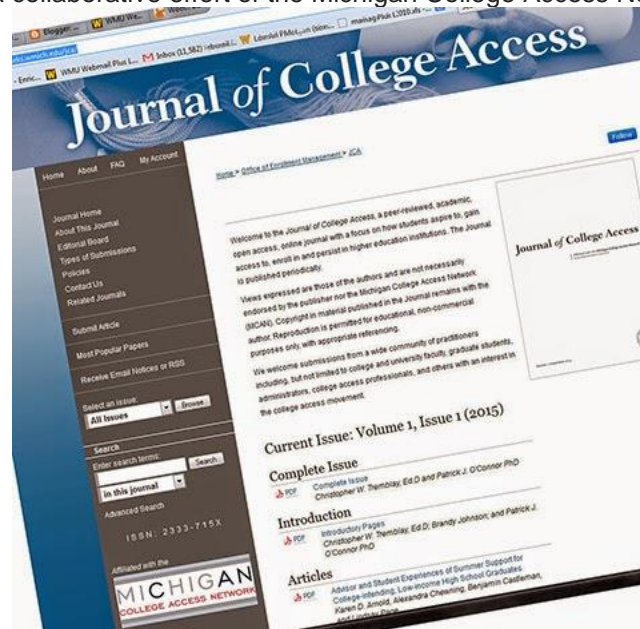 collaborative effort of the Michigan College Access
Blogger:
WMU We...
WMU Webmail Plus L...
Inbox (11,582)
Journal of College Access
Home About FAQ My Account
Home > Office of Enrollment Management > JCA
Follow
Journal Home
About This Journal
Editorial Board
Types of Submissions
Policies
Contact Us
Related Journals
Submit Article
Most Popular Papers
Receive Email Notices or RSS
Select an issue:
All Issues
Browse
Search
Enter search terms:
Search
in this journal
Advanced Search
ISSN: 2333-715X
Affiliated with the
MICHIGAN
COLLEGE ACCESS NETWORK
Welcome to the Journal of College Access, a peer-reviewed, academic,
open access, online journal with a focus on how students aspire to, gain
access to, enroll in and persist in higher education institutions. The Journal
is published periodically.
Views expressed are those of the authors and are not necessarily
endorsed by the publisher nor the Michigan College Access Network
(MCAN). Copyright in material published in the Journal remains with the
author. Reproduction is permitted for educational, non-commercial
purposes only, with appropriate referencing.
We welcome submissions from a wide community of practitioners
including, but not limited to college and university faculty, graduate students,
administrators, college access professionals, and others with an interest in
the college access movement.
Journal of College Access
Current Issue: Volume 1, Issue 1 (2015)
Complete Issue
PDF
Complete Issue
Christopher W. Tremblay, Ed.D and Patrick J. O'Connor PhD
Introduction
PDF
Introductory Pages
Christopher W. Tremblay, Ed.D; Brandy Johnson; and Patrick J.
O'Connor PhD
Articles
PDF
Advisor and Student Experiences of Summer Support for
College-intending, Low-income High School Graduates
Karen D. Arnold, Alexandra Chewning, Benjamin Castleman,
and Lindsay Page